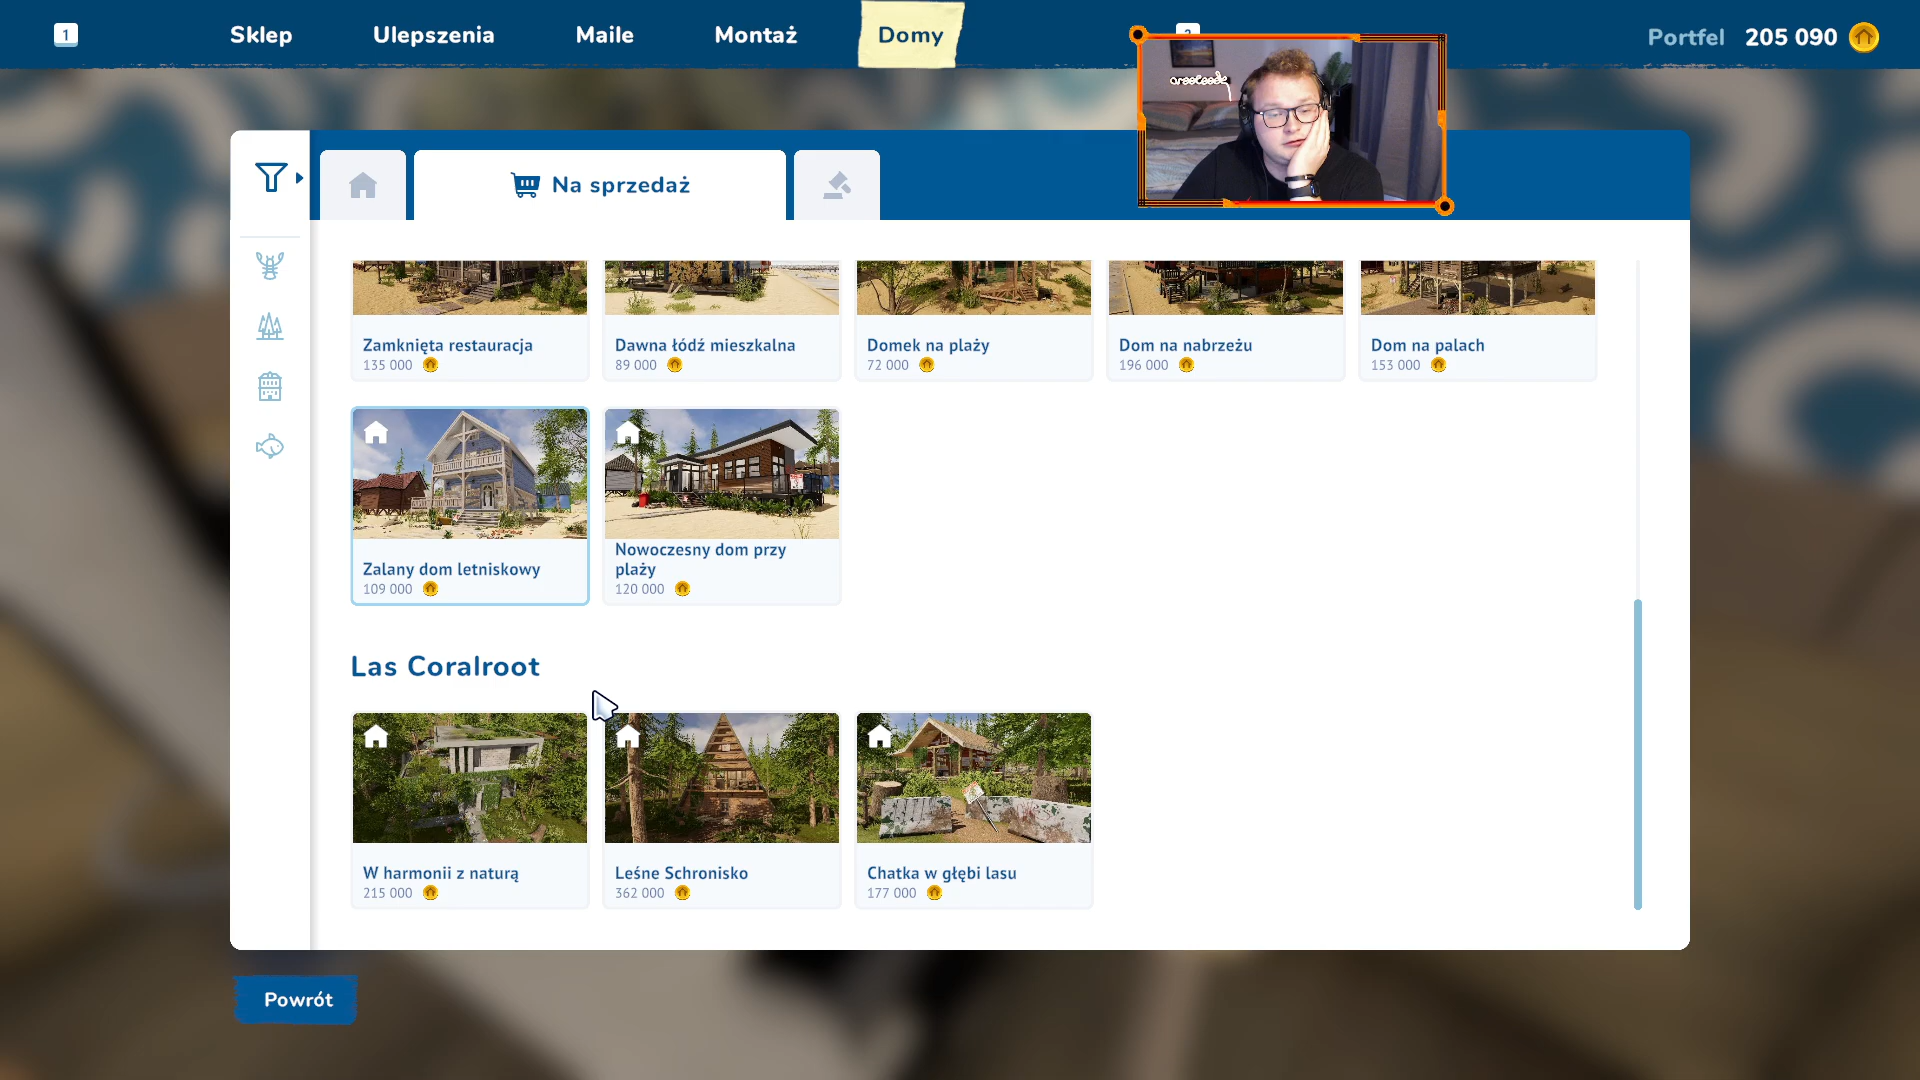 1
Sklep
Ulepszenia
Maile
Montaż
Domy
Portfel
205 090
Na sprzedaż
Zamknięta restauracja
135 000
Dawna łódź mieszkalna
89 000
Domek na plaży
72 000
Dom na nabrzeżu
196 000
Dom na palach
153 000
Zalany dom letniskowy
109 000
Nowoczesny dom przy
plaży
120 000
Las Coralroot
W harmonii z naturą
215 000
Leśne Schronisko
362 000
Chatka w głębi lasu
177 000
Powrót